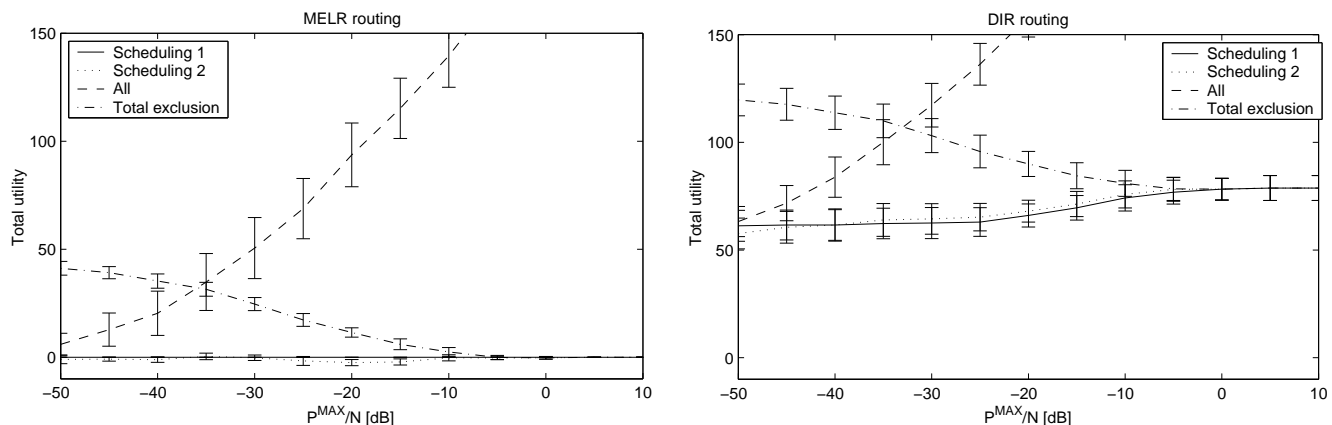 MELR routing
150
100
50
0
Total utility
Scheduling 1
Scheduling 2
All
Total exclusion
−50 −40 −30 −20 −10 0 10
P^MAX/N [dB]
DIR routing
150
100
50
0
Total utility
Scheduling 1
Scheduling 2
All
Total exclusion
−50 −40 −30 −20 −10 0 10
P^MAX/N [dB]